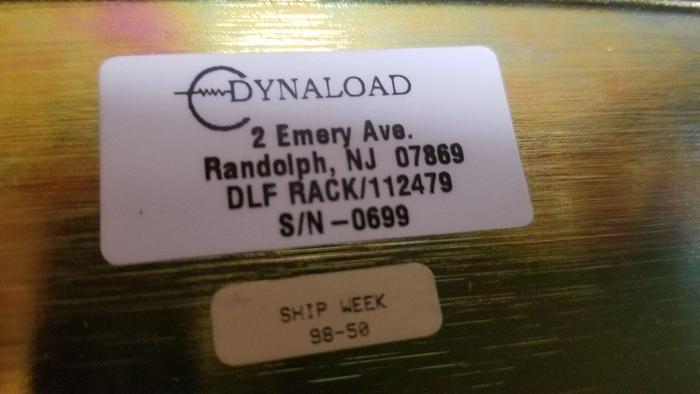 DYNALOAD
2 Emery Ave.
Randolph, NJ 07869
DLF RACK/112479
S/N-0699
SHIP WEEK
98-50